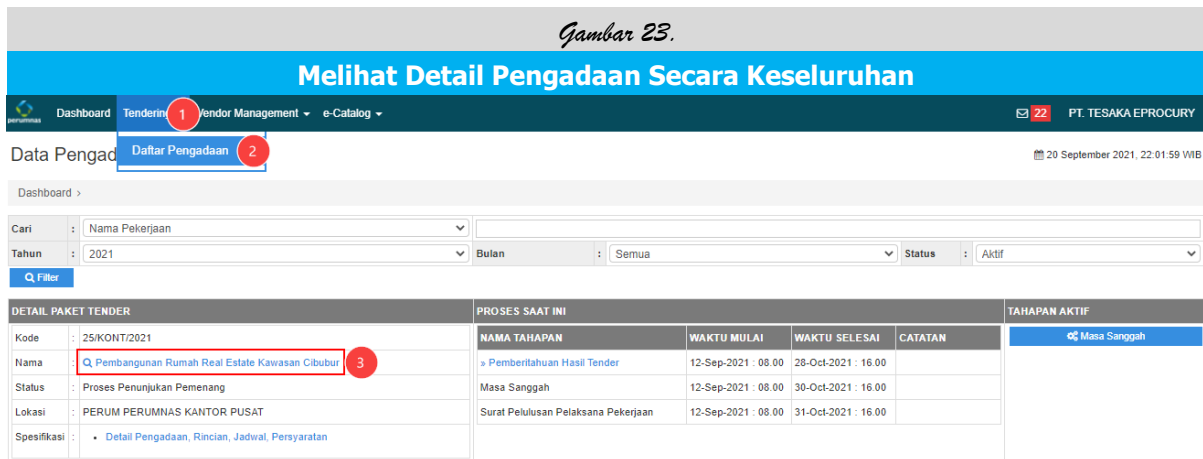 Gambar 23.
Melihat Detail Pengadaan Secara Keseluruhan
perumnas Dashboard Tendering 1 Vendor Management e-Catalog 22 PT. TESAKA EPROCURY
Daftar Pengadaan 2
Data Pengad 20 September 2021, 22:01:59 WIB
Dashboard >
Cari : Nama Pekerjaan
Tahun : 2021 Bulan : Semua Status : Aktif
Filter
DETAIL PAKET TENDER PROSES SAAT INI TAHAPAN AKTIF
Kode : 25/KONT/2021 NAMA TAHAPAN WAKTU MULAI WAKTU SELESAI CATATAN Masa Sanggah
Nama : Pembangunan Rumah Real Estate Kawasan Cibubur 3 » Pemberitahuan Hasil Tender 12-Sep-2021 : 08.00 28-Oct-2021 : 16.00
Status : Proses Penunjukan Pemenang Masa Sanggah 12-Sep-2021 : 08.00 30-Oct-2021 : 16.00
Lokasi : PERUM PERUMNAS KANTOR PUSAT Surat Pelulusan Pelaksana Pekerjaan 12-Sep-2021 : 08.00 31-Oct-2021 : 16.00
Spesifikasi : • Detail Pengadaan, Rincian, Jadwal, Persyaratan